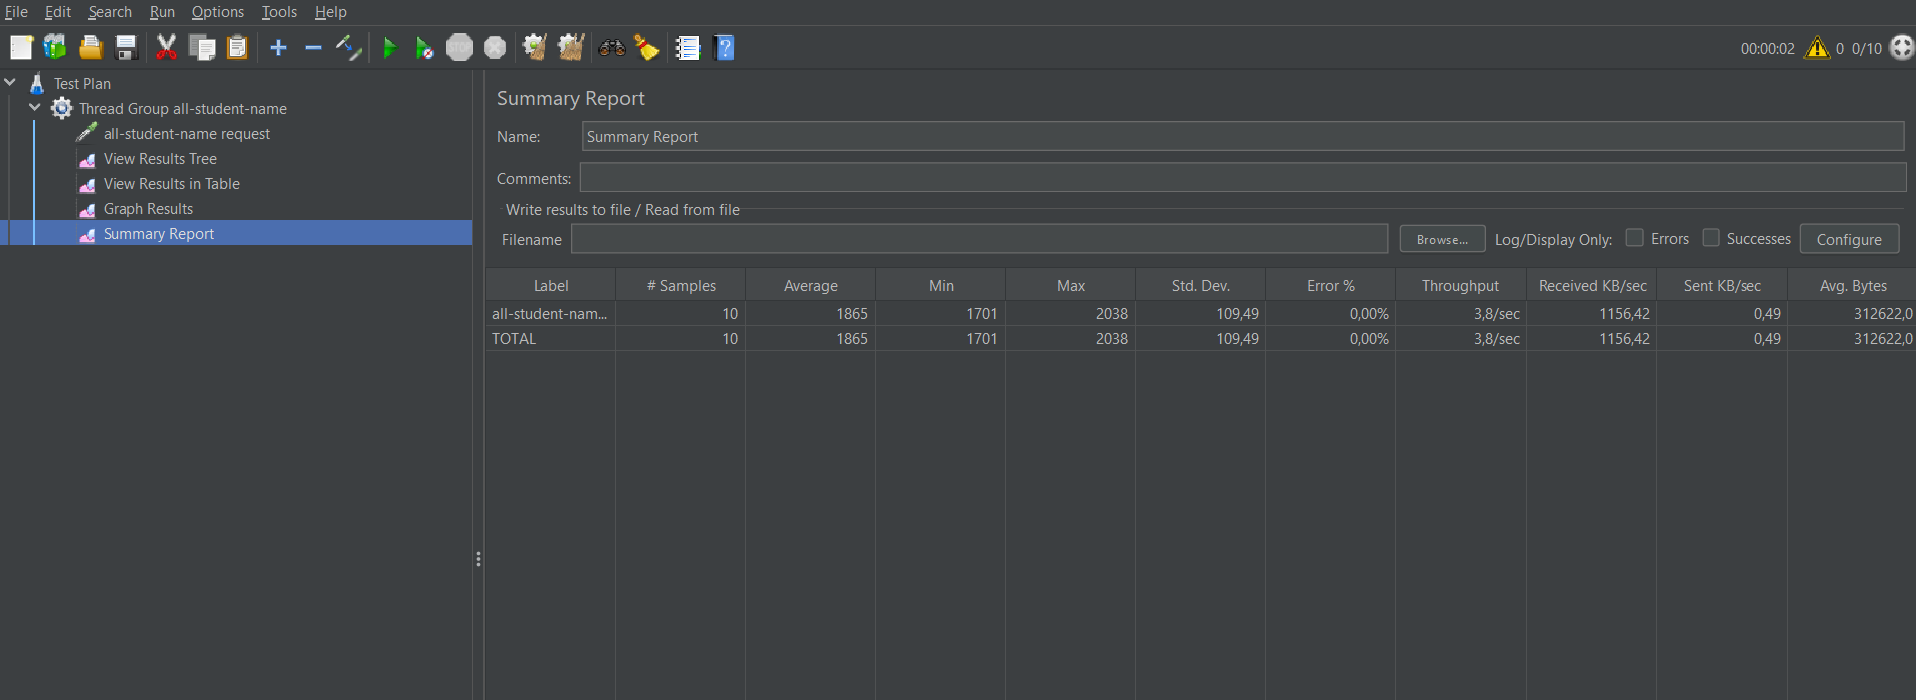 File Edit Search Run Options Tools Help
STOP
00:00:02 0 0/10
Test Plan
Thread Group all-student-name
all-student-name request
View Results Tree
View Results in Table
Graph Results
Summary Report
Summary Report
Name: Summary Report
Comments:
Write results to file / Read from file
Filename Browse... Log/Display Only: Errors Successes Configure
Label # Samples Average Min Max Std. Dev. Error % Throughput Received KB/sec Sent KB/sec Avg. Bytes
all-student-nam... 10 1865 1701 2038 109,49 0,00% 3,8/sec 1156,42 0,49 312622,0
TOTAL 10 1865 1701 2038 109,49 0,00% 3,8/sec 1156,42 0,49 312622,0